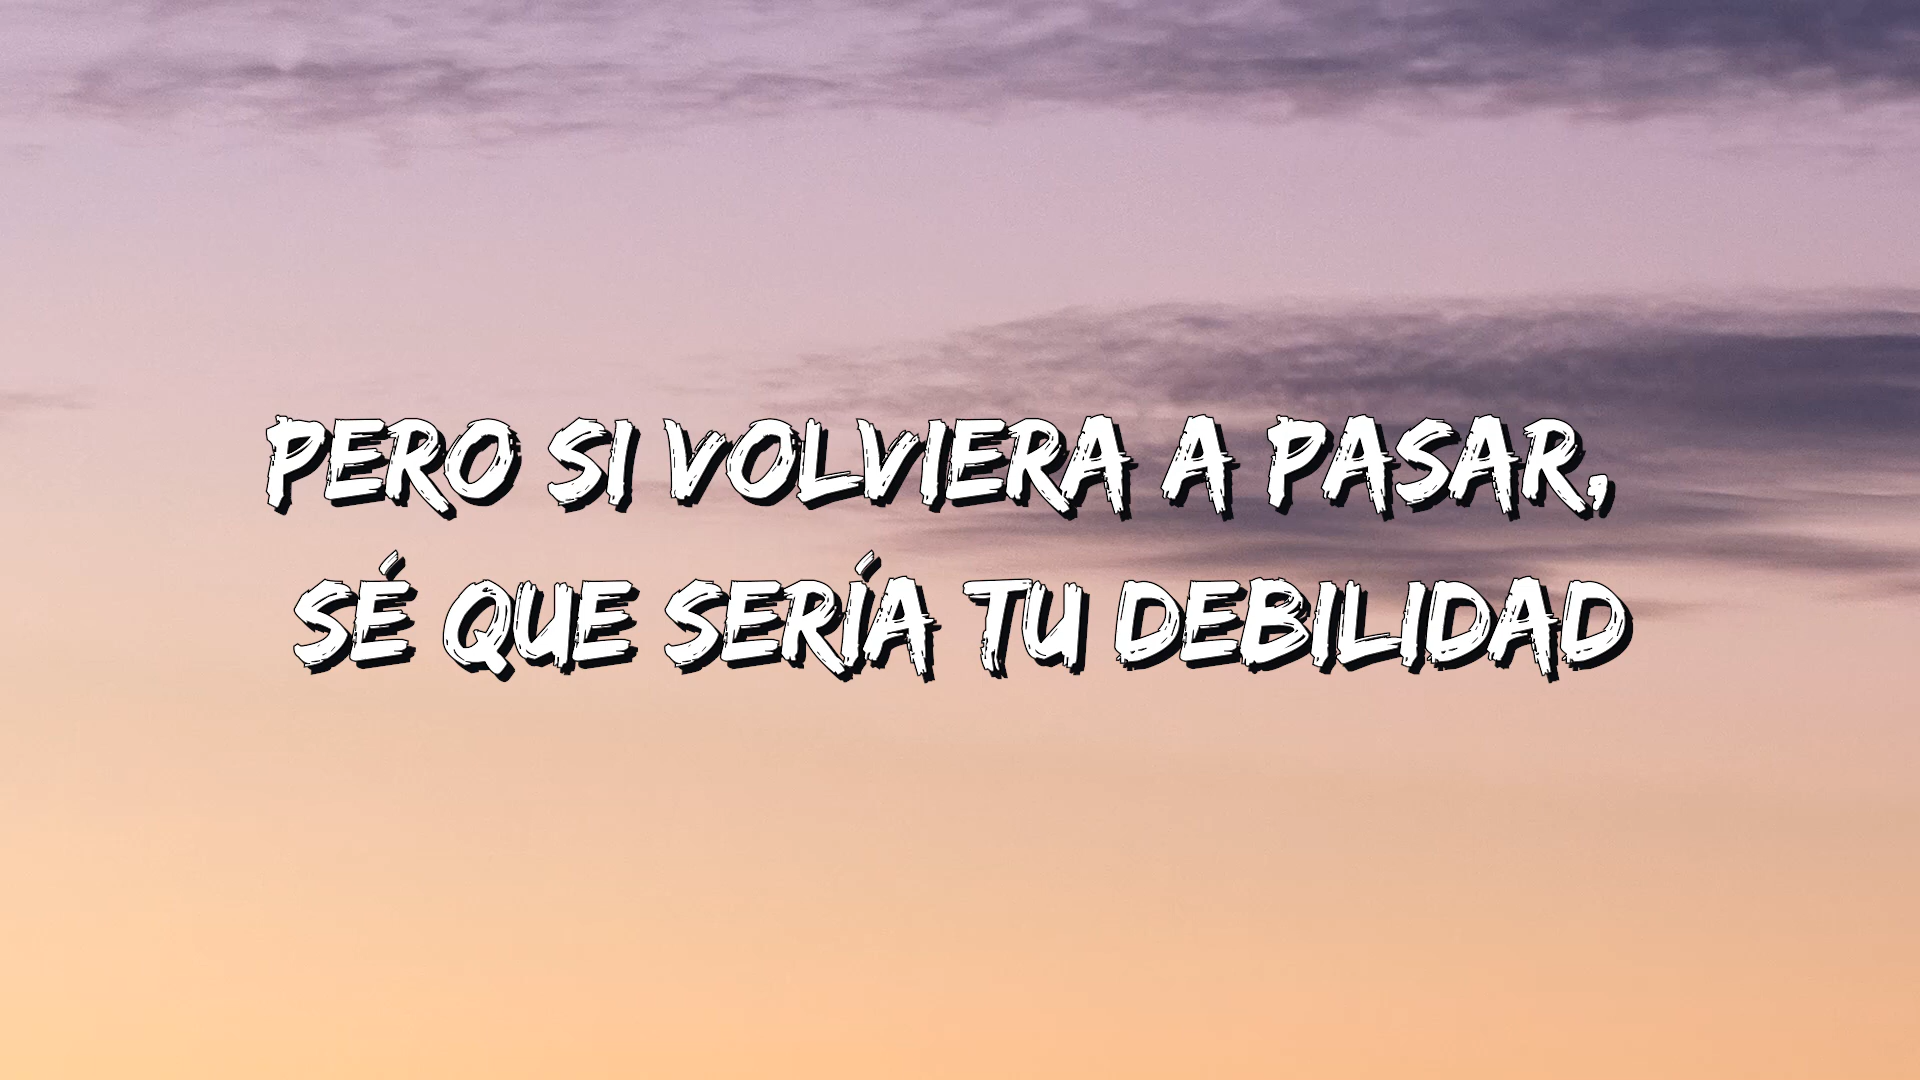 PERO SI VOLVIERA A PASAR,
SÉ QUE SERÍA TU DEBILIDAD